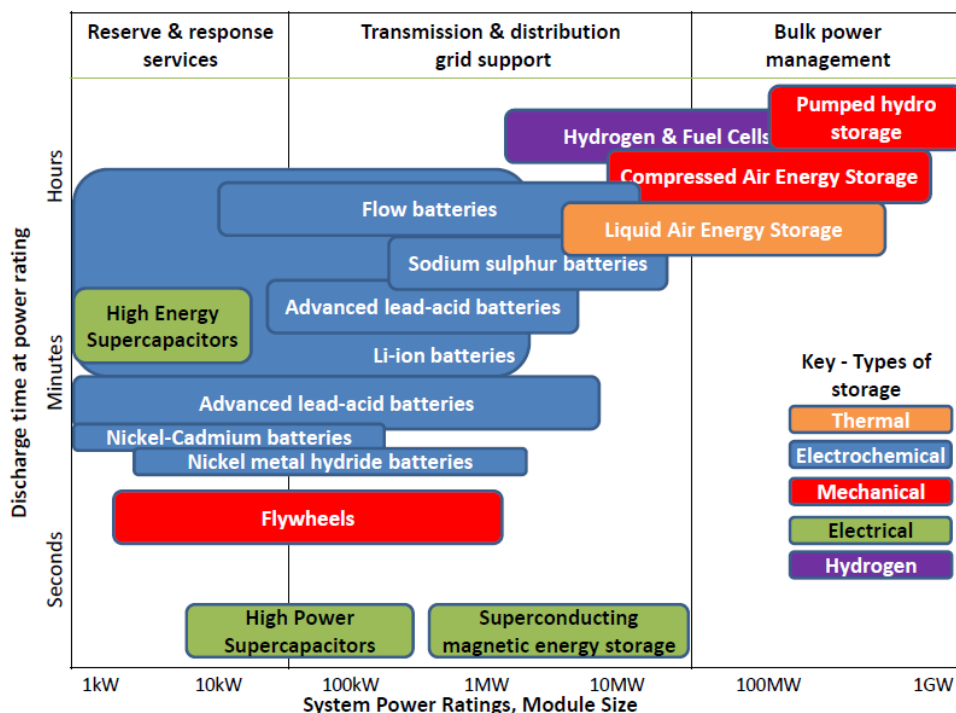 Reserve & response
services
Transmission & distribution
grid support
Bulk power
management
Pumped hydro
storage
Hydrogen & Fuel Cells
Compressed Air Energy Storage
Flow batteries
Liquid Air Energy Storage
Sodium sulphur batteries
Advanced lead-acid batteries
High Energy
Supercapacitors
Li-ion batteries
Advanced lead-acid batteries
Nickel-Cadmium batteries
Nickel metal hydride batteries
Flywheels
High Power
Supercapacitors
Superconducting
magnetic energy storage
Key - Types of
storage
Thermal
Electrochemical
Mechanical
Electrical
Hydrogen
Discharge time at power rating
Hours
Minutes
Seconds
1kW
10kW
100kW
1MW
10MW
100MW
1GW
System Power Ratings, Module Size